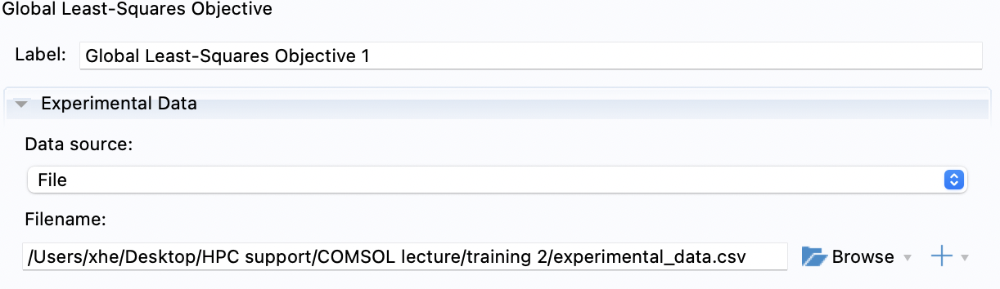 Global Least-Squares Objective
Label: Global Least-Squares Objective 1
Experimental Data
Data source:
File
Filename:
/Users/xhe/Desktop/HPC support/COMSOL lecture/training 2/experimental_data.csv Browse